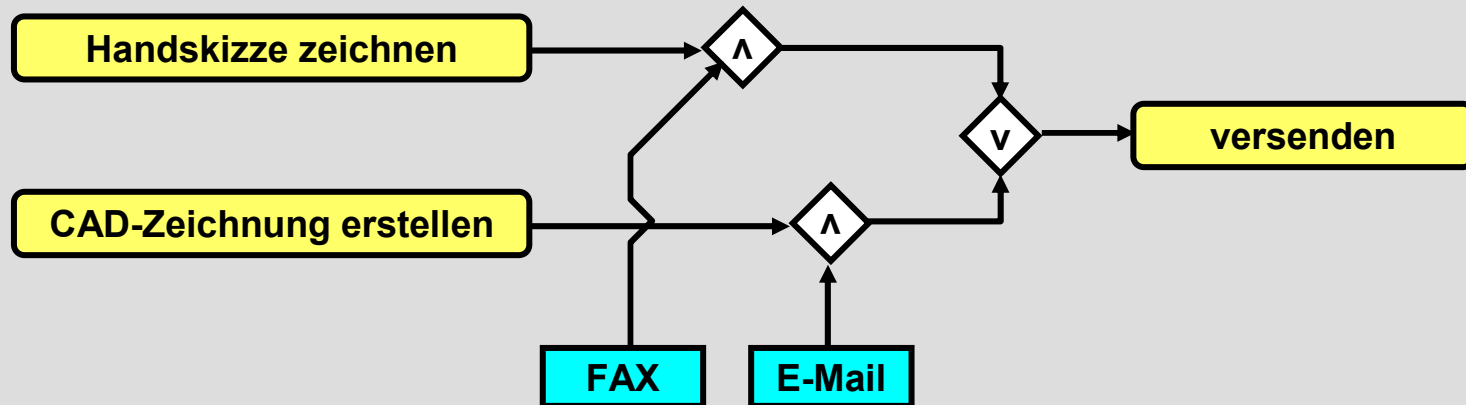 Handskizze zeichnen
ʌ
v
versenden
CAD-Zeichnung erstellen
ʌ
FAX
E-Mail